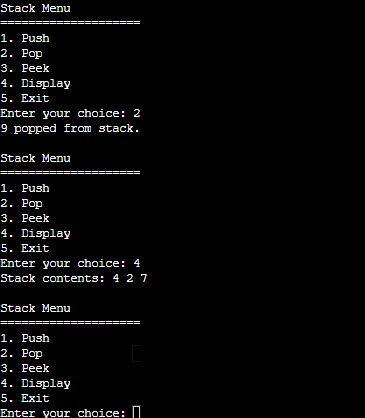 Stack Menu
====================
1. Push
2. Pop
3. Peek
4. Display
5. Exit
Enter your choice: 2
9 popped from stack.
Stack Menu
====================
1. Push
2. Pop
3. Peek
4. Display
5. Exit
Enter your choice: 4
Stack contents: 4 2 7
Stack Menu
====================
1. Push
2. Pop
3. Peek
4. Display
5. Exit
Enter your choice: